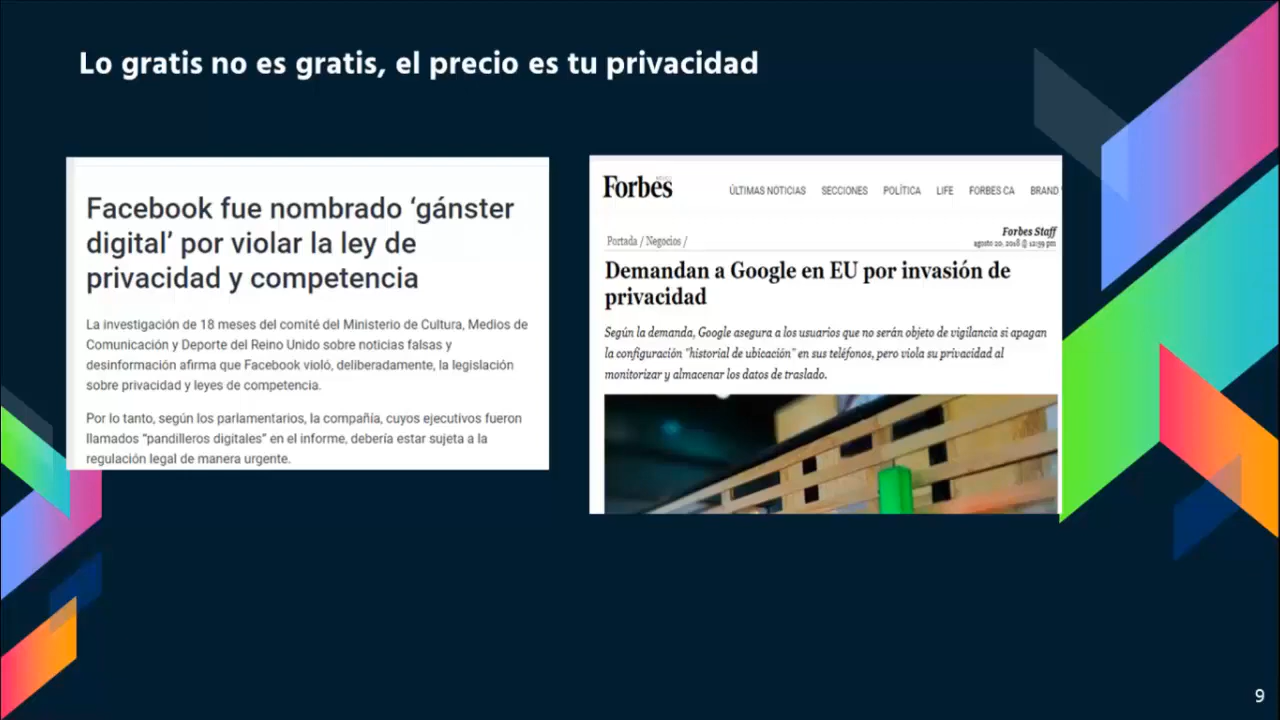 Lo gratis no es gratis, el precio es tu privacidad
Facebook fue nombrado ‘gánster
digital’ por violar la ley de
privacidad y competencia
La investigación de 18 meses del comité del Ministerio de Cultura, Medios de
Comunicación y Deporte del Reino Unido sobre noticias falsas y
desinformación afirma que Facebook violó, deliberadamente, la legislación
sobre privacidad y leyes de competencia.
Por lo tanto, según los parlamentarios, la compañía, cuyos ejecutivos fueron
llamados “pandilleros digitales” en el informe, debería estar sujeta a la
regulación legal de manera urgente.
Forbes
ÚLTIMAS NOTICIAS SECCIONES POLÍTICA LIFE FORBES CA BRAND
Forbes Staff
Portada / Negocios / agosto 20, 2018 @ 12:59 pm
Demandan a Google en EU por invasión de
privacidad
Según la demanda, Google asegura a los usuarios que no serán objeto de vigilancia si apagan
la configuración "historial de ubicación" en sus teléfonos, pero viola su privacidad al
monitorizar y almacenar los datos de traslado.
9